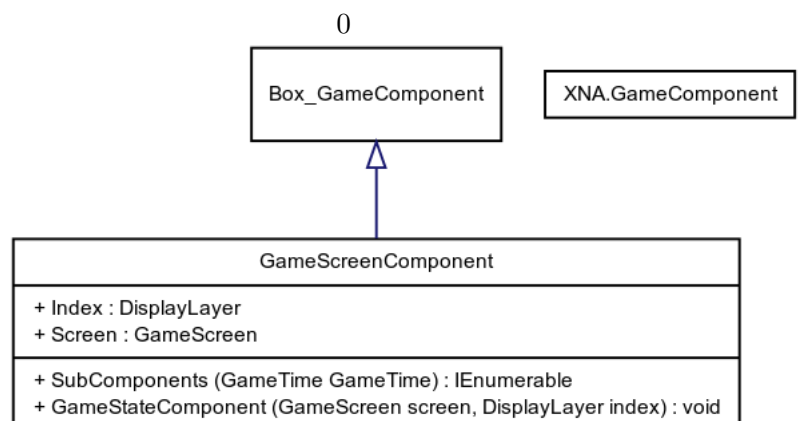 0
Box_GameComponent
XNA.GameComponent
GameScreenComponent
+ Index : DisplayLayer
+ Screen : GameScreen
+ SubComponents (GameTime GameTime) : IEnumerable
+ GameStateComponent (GameScreen screen, DisplayLayer index) : void